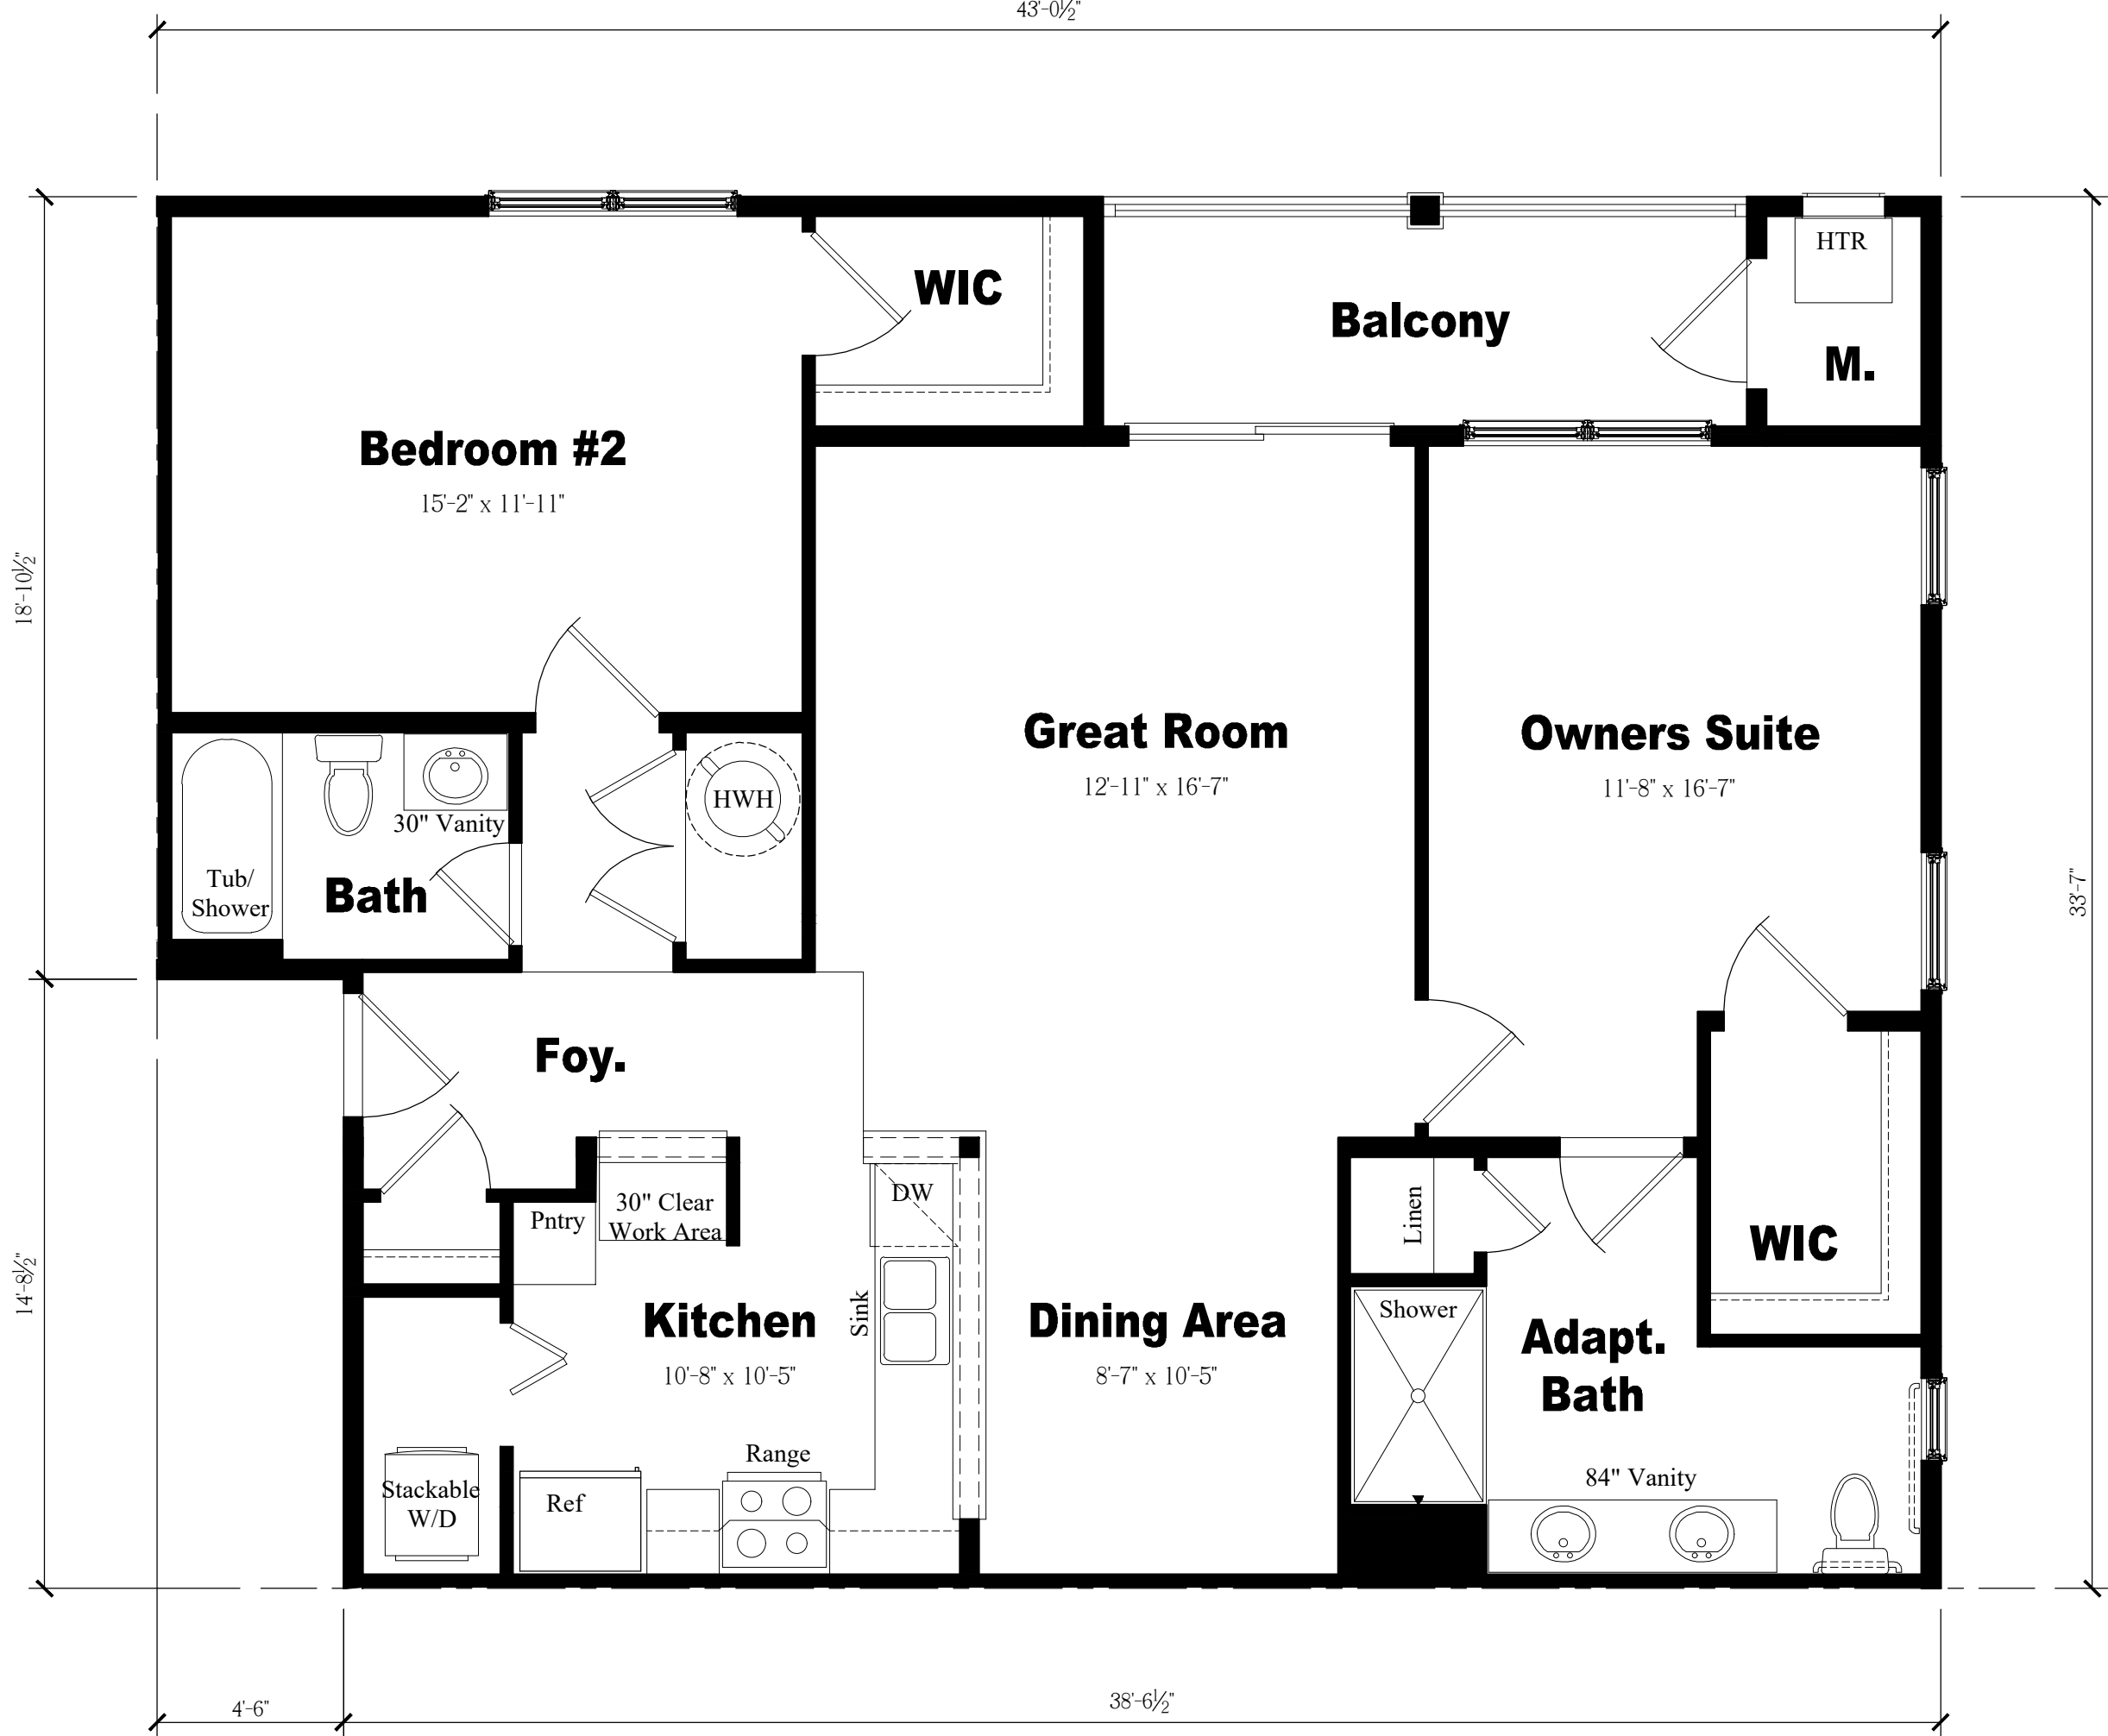 43'-0½"
HTR
WIC
Balcony
M.
Bedroom #2
15'-2" x 11'-11"
18'-10½"
Great Room
12'-11" x 16'-7"
Owners Suite
11'-8" x 16'-7"
HWH
30" Vanity
Tub/
Shower
Bath
33'-7"
Foy.
30" Clear
Work Area
Pntry
DW
Linen
WIC
14'-8½"
Sink
Kitchen
10'-8" x 10'-5"
Dining Area
8'-7" x 10'-5"
Shower
Adapt.
Bath
Range
84" Vanity
Stackable
W/D
Ref
4'-6"
38'-6½"